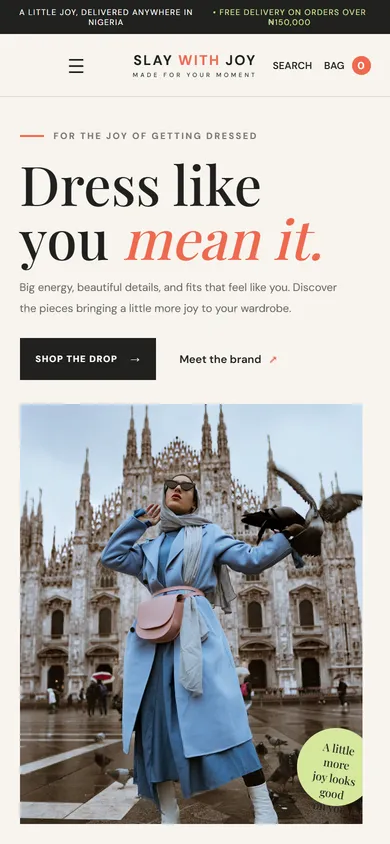 A LITTLE JOY, DELIVERED ANYWHERE IN
NIGERIA
• FREE DELIVERY ON ORDERS OVER
₦150,000
SLAY WITH JOY
MADE FOR YOUR MOMENT
SEARCH
BAG
0
FOR THE JOY OF GETTING DRESSED
Dress like
you mean it.
Big energy, beautiful details, and fits that feel like you. Discover
the pieces bringing a little more joy to your wardrobe.
SHOP THE DROP →
Meet the brand ↗
A little
more
joy looks
good